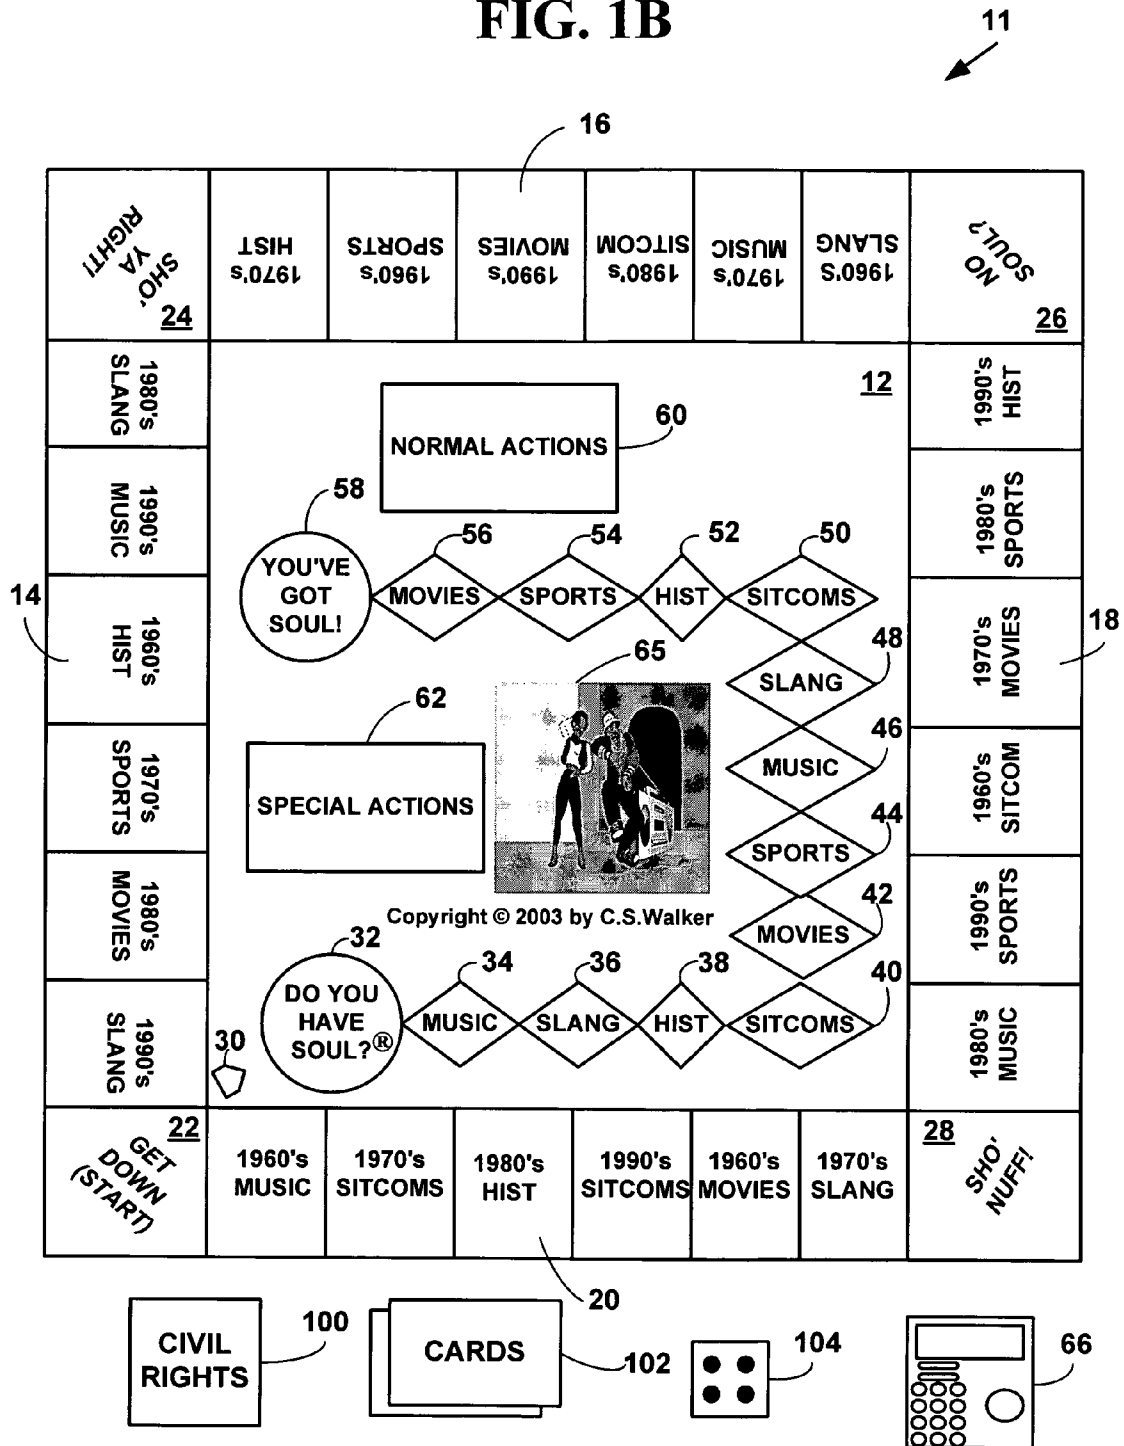 FIG. 1B
11
16
SHO'
YA
RIGHT!
24
1970's
HIST
1960's
SPORTS
1990's
MOVIES
1980's
SITCOM
1970's
MUSIC
1960'S
SLANG
NO
SOUL?
26
1980's
SLANG
1990's
MUSIC
14
1960's
HIST
1970's
SPORTS
1980's
MOVIES
1990's
SLANG
12
NORMAL ACTIONS
60
58
56
54
52
50
YOU'VE
GOT
SOUL!
MOVIES
SPORTS
HIST
SITCOMS
65
48
SLANG
62
46
MUSIC
SPECIAL ACTIONS
44
SPORTS
42
MOVIES
Copyright © 2003 by C.S.Walker
32
34
36
38
40
DO YOU
HAVE
SOUL?®
MUSIC
SLANG
HIST
SITCOMS
30
1990's
HIST
1980's
SPORTS
1970's
MOVIES
18
1960's
SITCOM
1990's
SPORTS
1980's
MUSIC
22
GET
DOWN
(START)
1960's
MUSIC
1970's
SITCOMS
1980's
HIST
1990's
SITCOMS
1960's
MOVIES
1970's
SLANG
28
SHO'
NUFF!
20
CIVIL
RIGHTS
100
CARDS
102
104
66